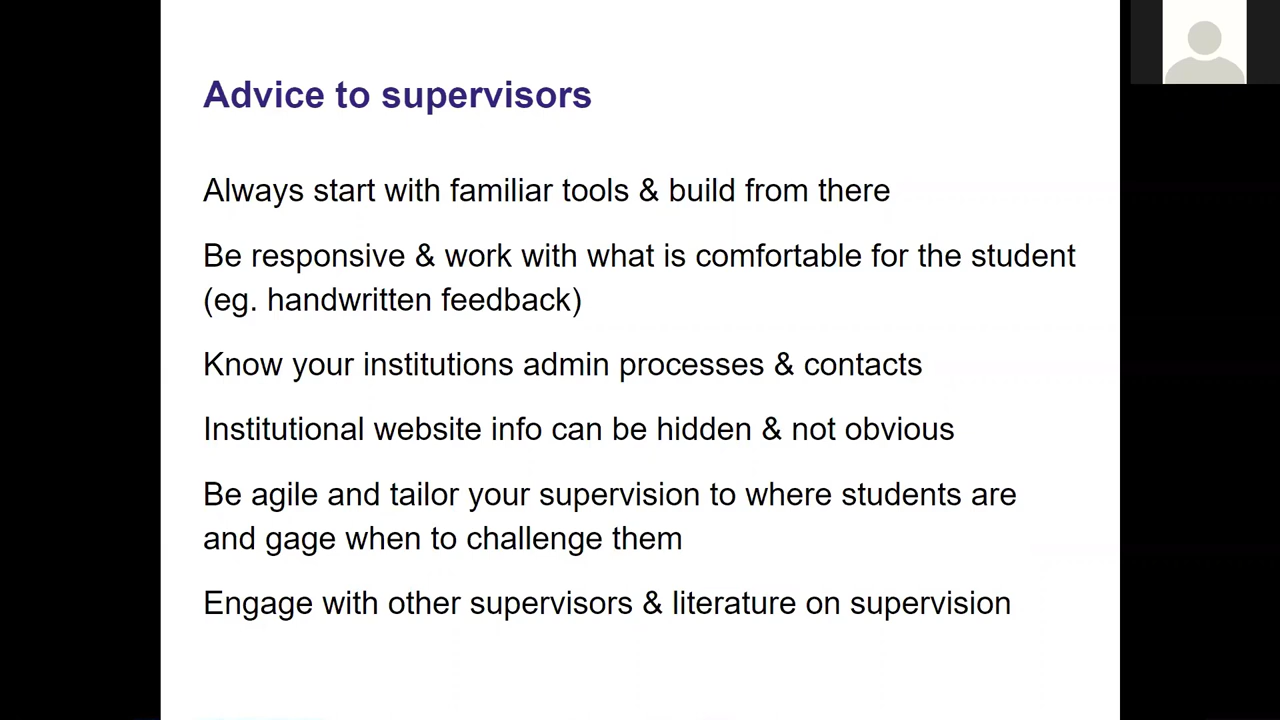 Advice to supervisors
Always start with familiar tools & build from there
Be responsive & work with what is comfortable for the student
(eg. handwritten feedback)
Know your institutions admin processes & contacts
Institutional website info can be hidden & not obvious
Be agile and tailor your supervision to where students are
and gage when to challenge them
Engage with other supervisors & literature on supervision